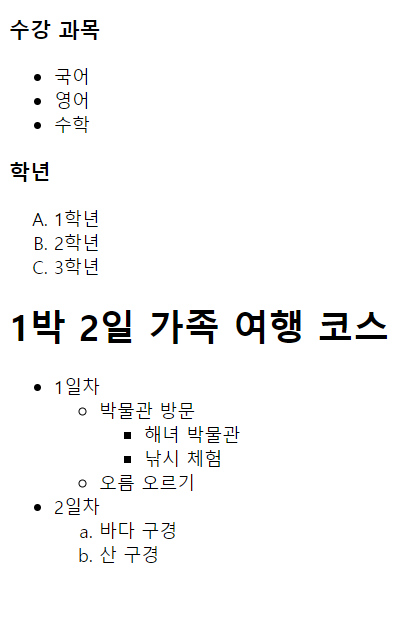 수강 과목
• 국어
• 영어
• 수학
학년
A. 1학년
B. 2학년
C. 3학년
1박 2일 가족 여행 코스
• 1일차
○ 박물관 방문
■ 해녀 박물관
■ 낚시 체험
○ 오름 오르기
• 2일차
a. 바다 구경
b. 산 구경